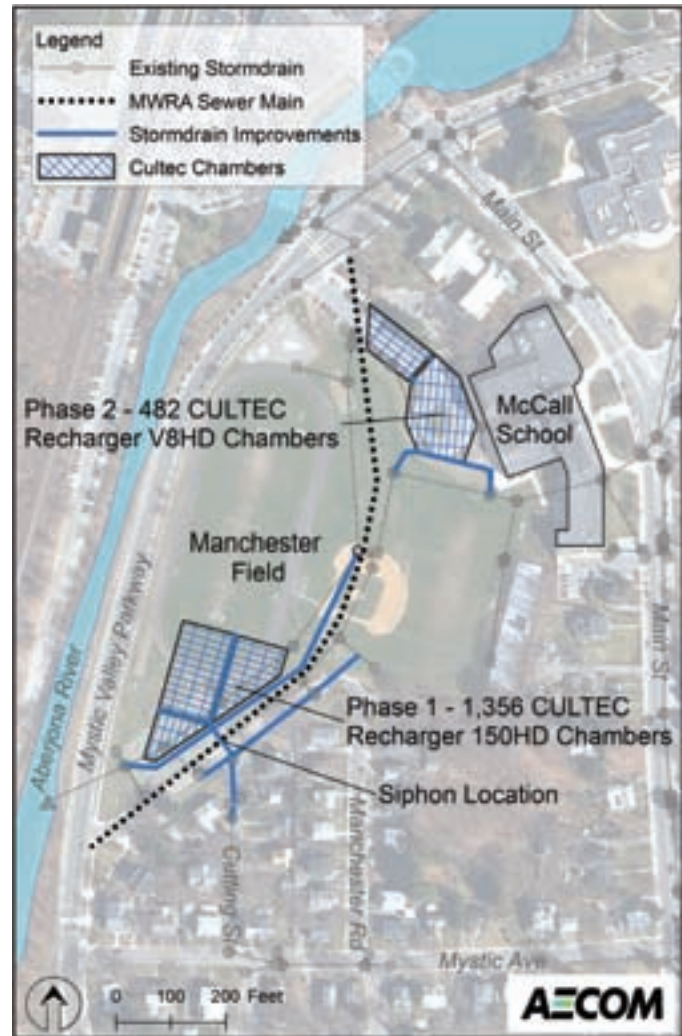 Legend
Existing Stormdrain
MWRA Sewer Main
Stormdrain Improvements
Cultec Chambers
Main St
Phase 2 - 482 CULTEC
Recharger V8HD Chambers
McCall
School
Manchester
Field
Aberjona River
Mystic Valley Parkway
Main St
Phase 1 - 1,356 CULTEC
Recharger 150HD Chambers
Siphon Location
Manchester Rd
Mystic Ave
0 100 200 Feet
AECOM